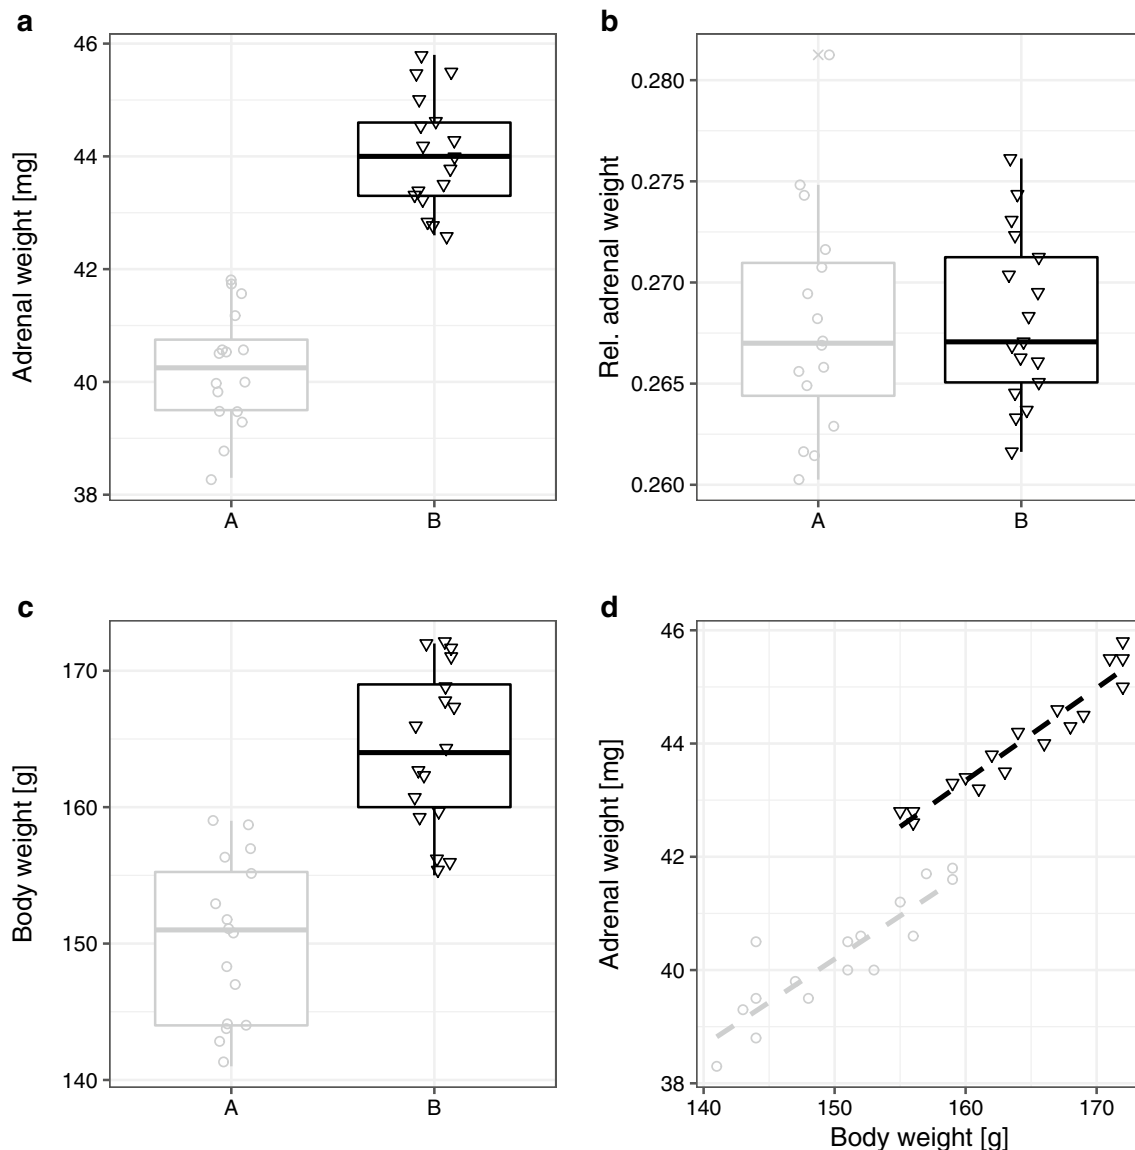 a
Adrenal weight [mg]
46
44
42
40
38
A
B
b
Rel. adrenal weight
0.280
0.275
0.270
0.265
0.260
A
B
c
Body weight [g]
170
160
150
140
A
B
d
Adrenal weight [mg]
46
44
42
40
38
140
150
160
170
Body weight [g]